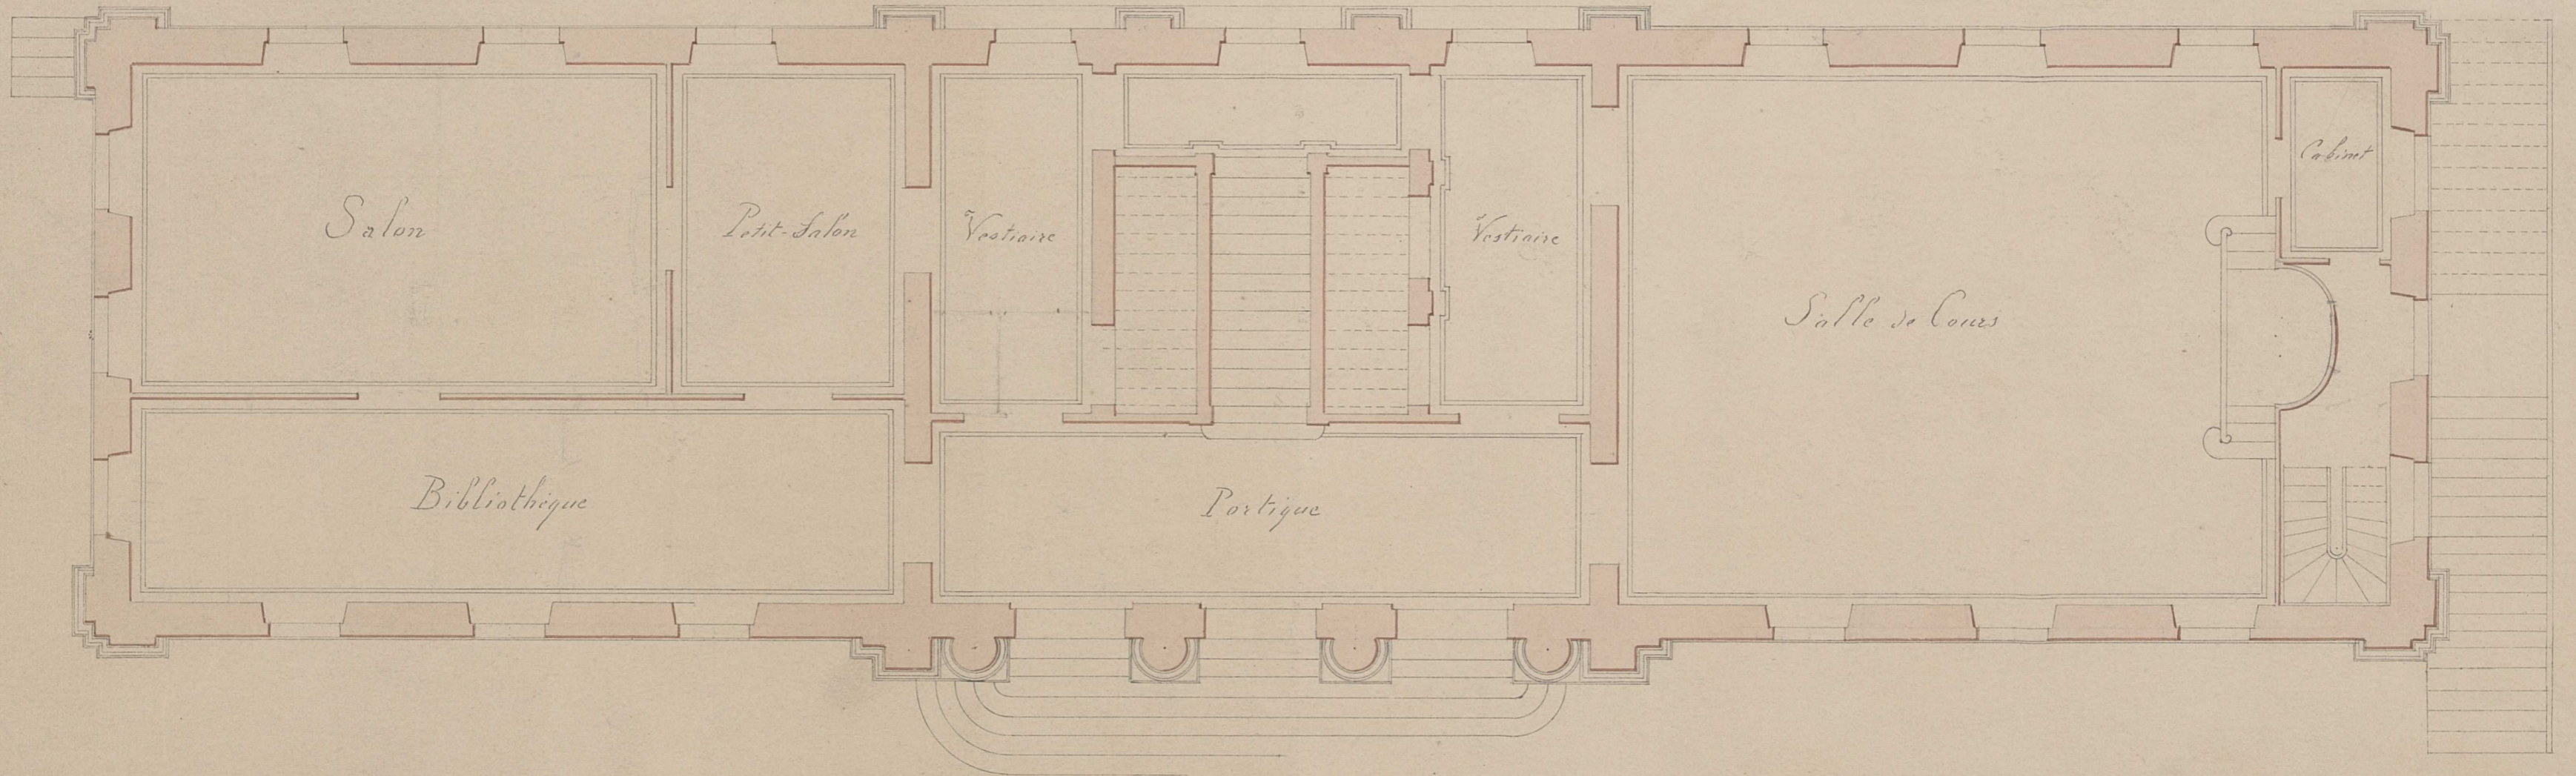 Salon
Petit-Salon
Vestiaire
Vestiaire
Cabinet
Salle de Cours
Bibliothèque
Portique